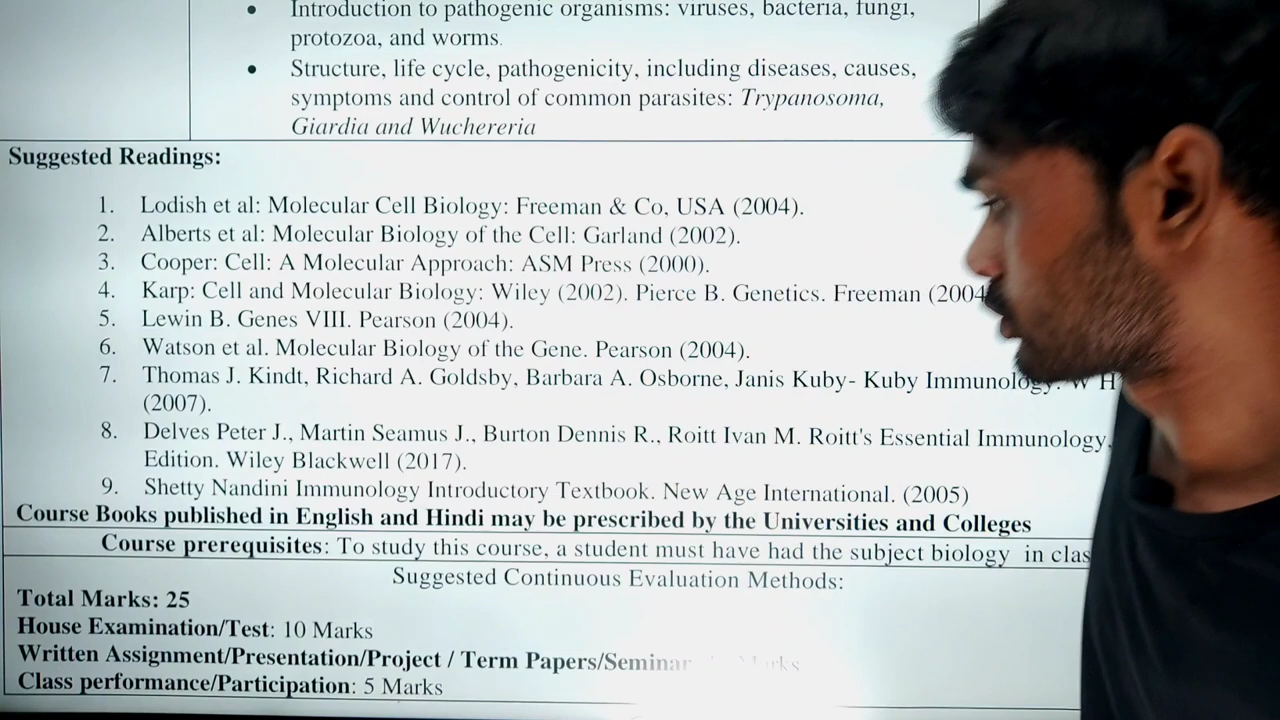 • Introduction to pathogenic organisms: viruses, bacteria, fungi,
protozoa, and worms.
• Structure, life cycle, pathogenicity, including diseases, causes,
symptoms and control of common parasites: Trypanosoma,
Giardia and Wuchereria
Suggested Readings:
1. Lodish et al: Molecular Cell Biology: Freeman & Co, USA (2004).
2. Alberts et al: Molecular Biology of the Cell: Garland (2002).
3. Cooper: Cell: A Molecular Approach: ASM Press (2000).
4. Karp: Cell and Molecular Biology: Wiley (2002). Pierce B. Genetics. Freeman (2004
5. Lewin B. Genes VIII. Pearson (2004).
6. Watson et al. Molecular Biology of the Gene. Pearson (2004).
7. Thomas J. Kindt, Richard A. Goldsby, Barbara A. Osborne, Janis Kuby- Kuby Immunology. W H
(2007).
8. Delves Peter J., Martin Seamus J., Burton Dennis R., Roitt Ivan M. Roitt's Essential Immunology,
Edition. Wiley Blackwell (2017).
9. Shetty Nandini Immunology Introductory Textbook. New Age International. (2005)
Course Books published in English and Hindi may be prescribed by the Universities and Colleges
Course prerequisites: To study this course, a student must have had the subject biology in clas
Suggested Continuous Evaluation Methods:
Total Marks: 25
House Examination/Test: 10 Marks
Written Assignment/Presentation/Project / Term Papers/Seminar
Class performance/Participation: 5 Marks